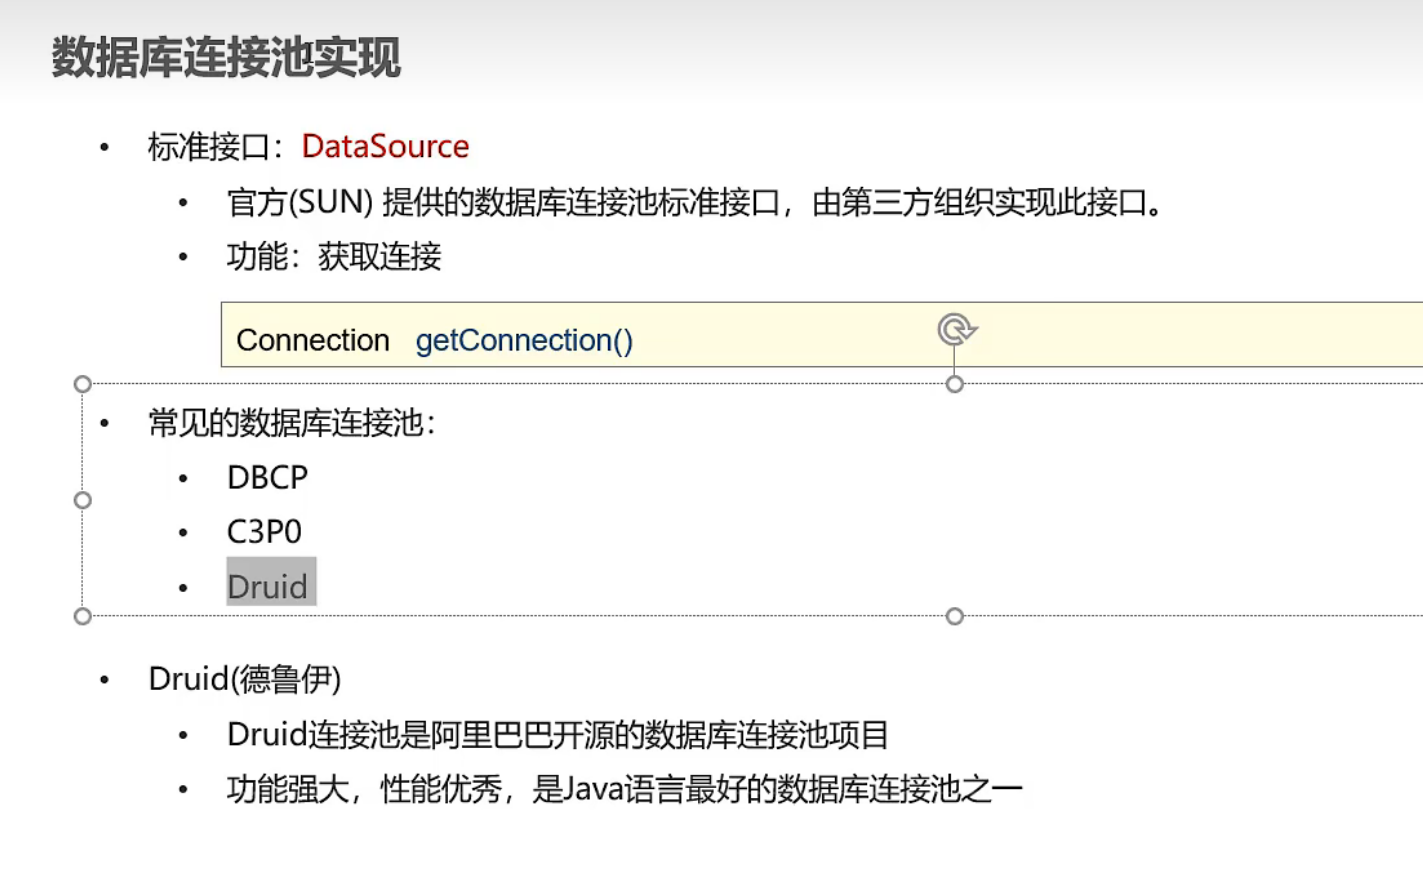 数据库连接池实现
• 标准接口：DataSource
• 官方(SUN) 提供的数据库连接池标准接口，由第三方组织实现此接口。
• 功能：获取连接
Connection getConnection()
• 常见的数据库连接池：
• DBCP
• C3P0
• Druid
• Druid(德鲁伊)
• Druid连接池是阿里巴巴开源的数据库连接池项目
• 功能强大，性能优秀，是Java语言最好的数据库连接池之一